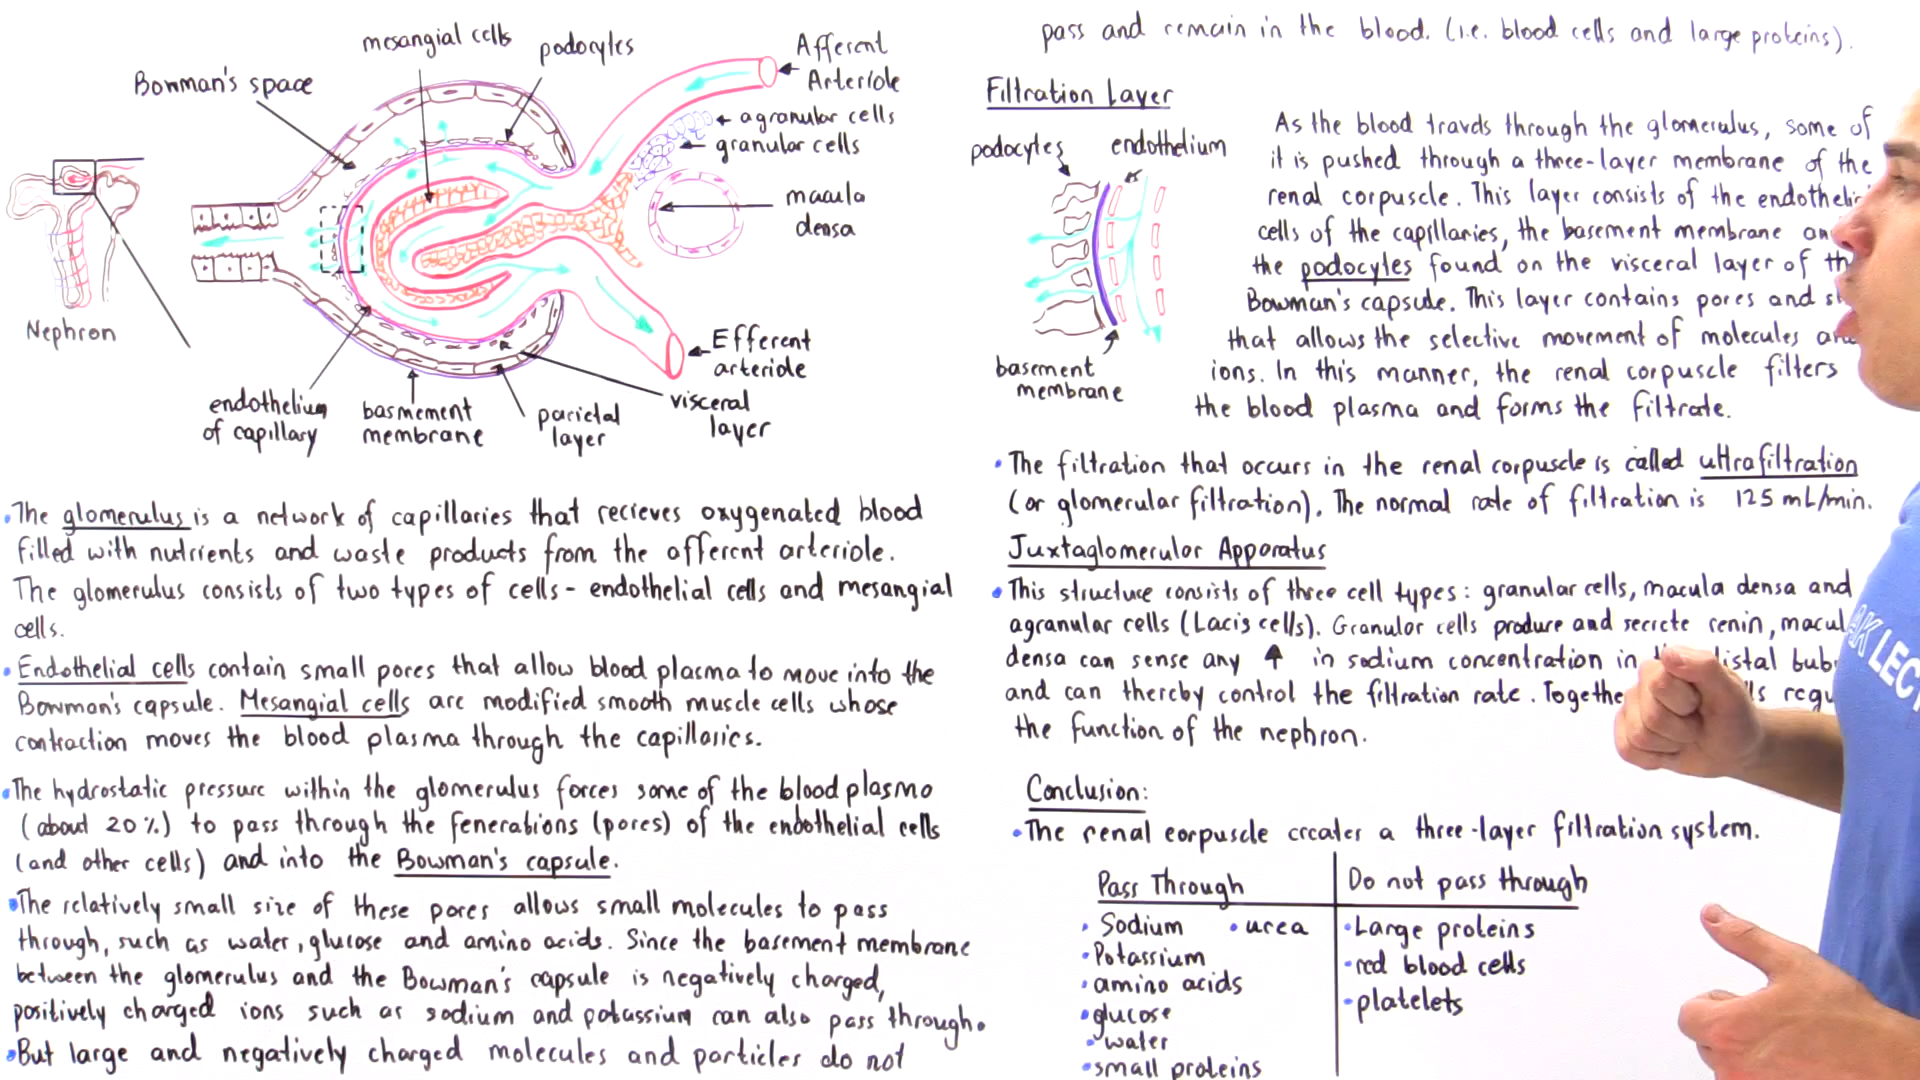 mesangial cells
podocytes
Afferent
Arteriole
Bowman's space
agranular cells
granular cells
macula
densa
Nephron
Efferent
arteriole
endothelium
of capillary
basmement
membrane
parietal
layer
visceral
layer
•The glomerulus is a network of capillaries that recieves oxygenated blood
filled with nutrients and waste products from the afferent arteriole.
The glomerulus consists of two types of cells - endothelial cells and mesangial
cells.
•Endothelial cells contain small pores that allow blood plasma to move into the
Bowman's capsule. Mesangial cells are modified smooth muscle cells whose
contraction moves the blood plasma through the capillaries.
•The hydrostatic pressure within the glomerulus forces some of the blood plasma
(about 20%) to pass through the fenerations (pores) of the endothelial cells
(and other cells) and into the Bowman's capsule.
•The relatively small size of these pores allows small molecules to pass
through, such as water, glucose and amino acids. Since the basement membrane
between the glomerulus and the Bowman's capsule is negatively charged,
positively charged ions such as sodium and potassium can also pass through.
•But large and negatively charged molecules and particles do not
pass and remain in the blood. (i.e. blood cells and large proteins).
Filtration Layer
podocytes
endothelium
basement
membrane
As the blood travels through the glomerulus, some of
it is pushed through a three-layer membrane of the
renal corpuscle. This layer consists of the
cells of the capillaries, the basement membrane
the podocytes found on the visceral layer of
Bowman's capsule. This layer contains pores and
that allows the selective movement of molecules
ions. In this manner, the renal corpuscle filters
the blood plasma and forms the filtrate.
•The filtration that occurs in the renal corpuscle is called ultrafiltration
(or glomerular filtration). The normal rate of filtration is 125 mL/min.
Juxtaglomerular Apparatus
•This structure consists of three cell types: granular cells, macula densa and
agranular cells (Lacis cells). Granular cells produce and secrete renin,
densa can sense any ↑ in sodium concentration in
and can thereby control the filtration rate.
the function of the nephron.
Conclusion:
•The renal corpuscle creates a three-layer filtration system.
Pass Through
Do not pass through
•Sodium •urea
•Potassium
•amino acids
•glucose
•water
•small proteins
•Large proteins
•red blood cells
•platelets